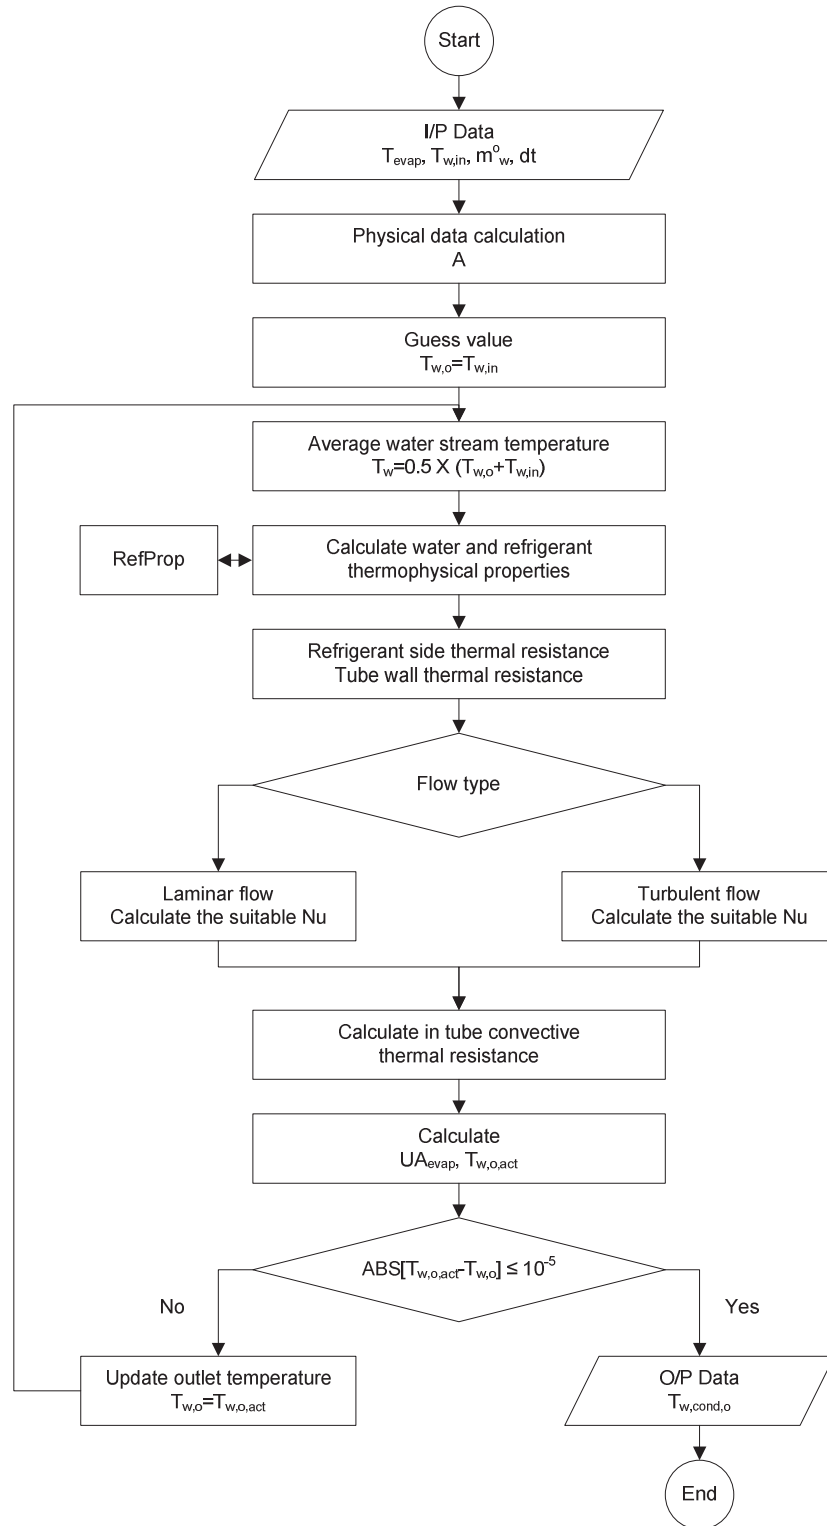 Start
I/P Data
Tevap, Tw,in, m°w, dt
Physical data calculation
A
Guess value
Tw,o=Tw,in
Average water stream temperature
Tw=0.5 X (Tw,o+Tw,in)
RefProp
Calculate water and refrigerant
thermophysical properties
Refrigerant side thermal resistance
Tube wall thermal resistance
Flow type
Laminar flow
Calculate the suitable Nu
Turbulent flow
Calculate the suitable Nu
Calculate in tube convective
thermal resistance
Calculate
UAevap, Tw,o,act
ABS[Tw,o,act-Tw,o] ≤ 10-5
No
Yes
Update outlet temperature
Tw,o=Tw,o,act
O/P Data
Tw,cond,o
End